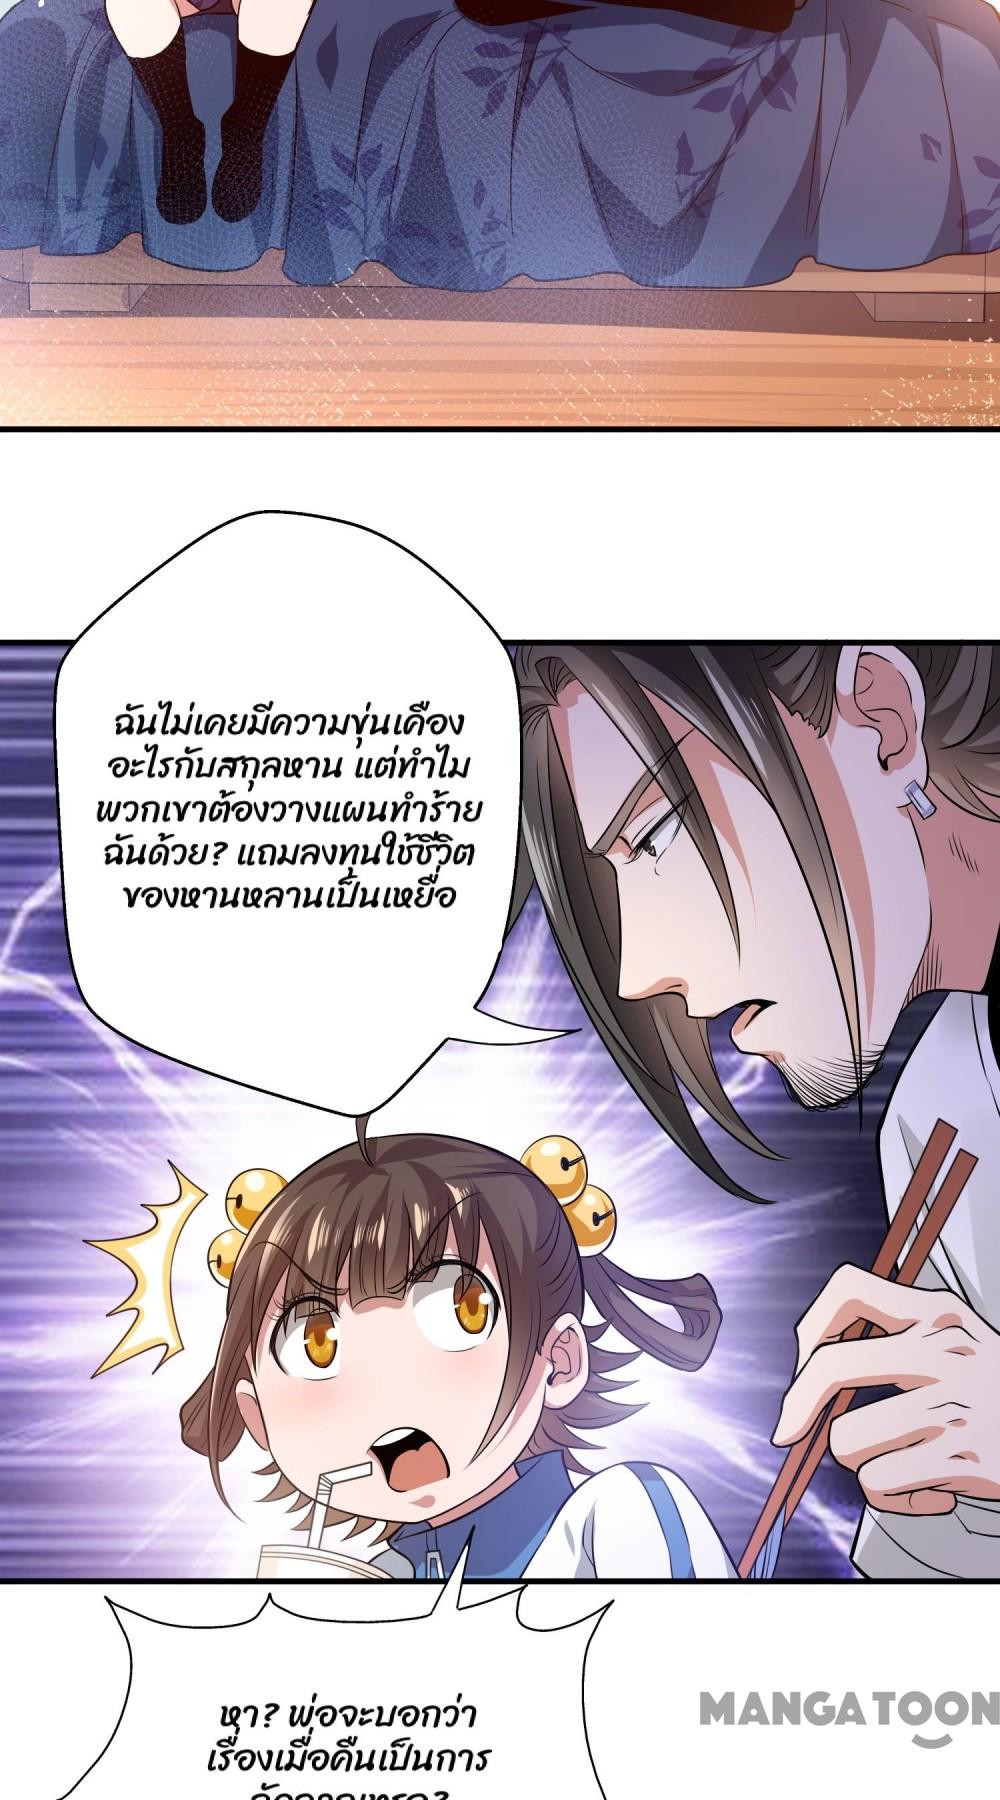 ฉันไม่เคยมีความขุ่นเคือง
อะไรกับสกุลหาน แต่ทำไม
พวกเขาต้องวางแผนทำร้าย
ฉันด้วย? แถมลงทุนใช้ชีวิต
ของหานหลานเป็นเหยื่อ
หา? พ่อจะบอกว่า
เรื่องเมื่อคืนเป็นการ
MANGATOON